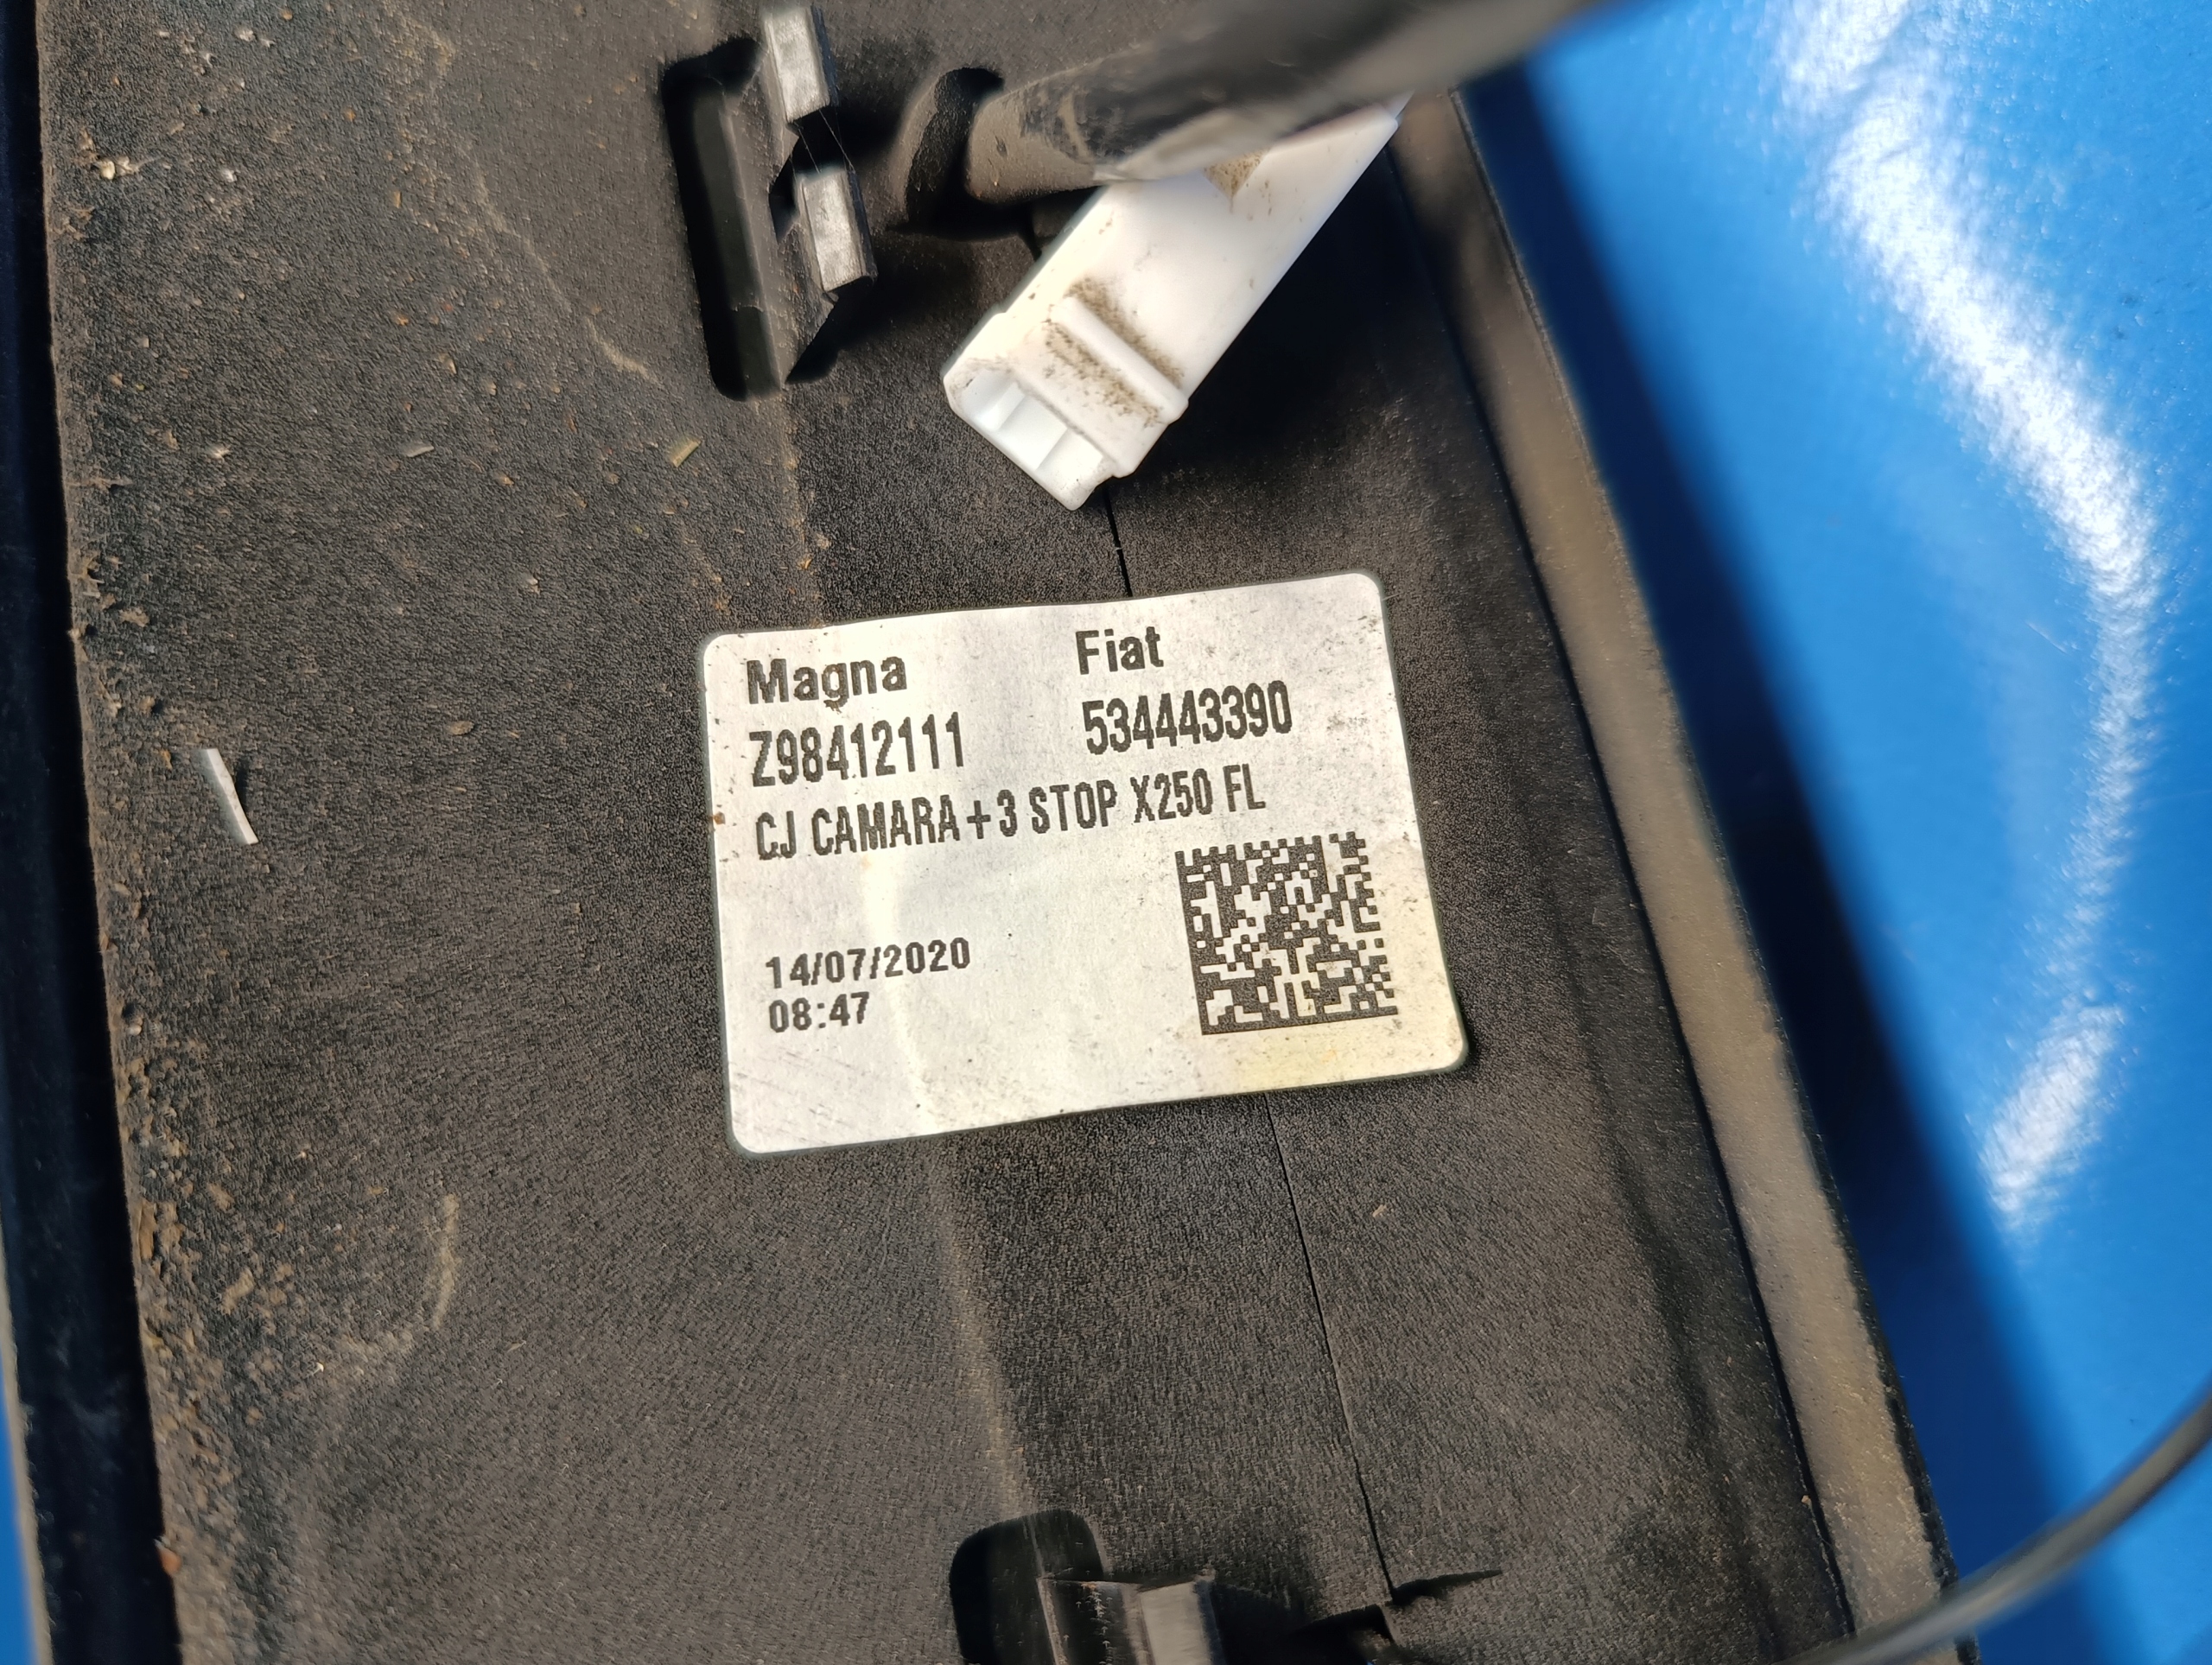 Magna Fiat
Z98412111 534443390
CJ CAMARA+3 STOP X250 FL
14/07/2020
08:47